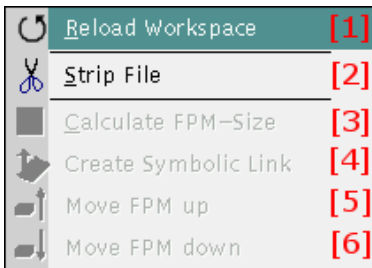 Reload Workspace [1]
Strip File [2]
Calculate FPM-Size [3]
Create Symbolic Link [4]
Move FPM up [5]
Move FPM down [6]